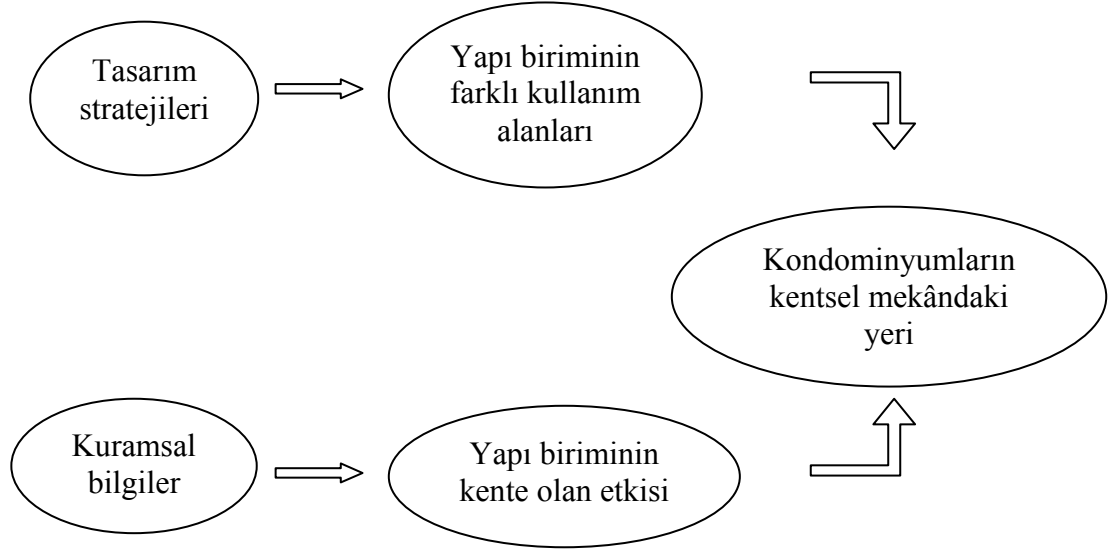 Tasarım
stratejileri
Yapı biriminin
farklı kullanım
alanları
Kondominyumların
kentsel mekândaki
yeri
Kuramsal
bilgiler
Yapı biriminin
kente olan etkisi